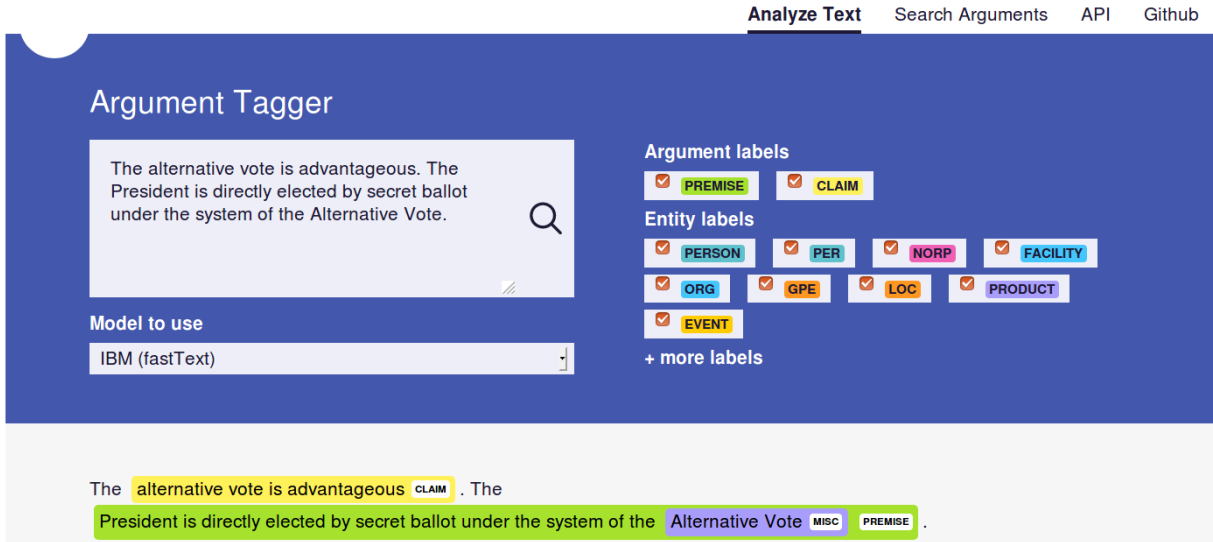 Analyze Text Search Arguments API Github
Argument Tagger
The alternative vote is advantageous. The
President is directly elected by secret ballot
under the system of the Alternative Vote.
Model to use
IBM (fastText)
Argument labels
PREMISE CLAIM
Entity labels
PERSON PER NORP FACILITY
ORG GPE LOC PRODUCT
EVENT
+ more labels
The alternative vote is advantageous CLAIM . The
President is directly elected by secret ballot under the system of the Alternative Vote MISC PREMISE .